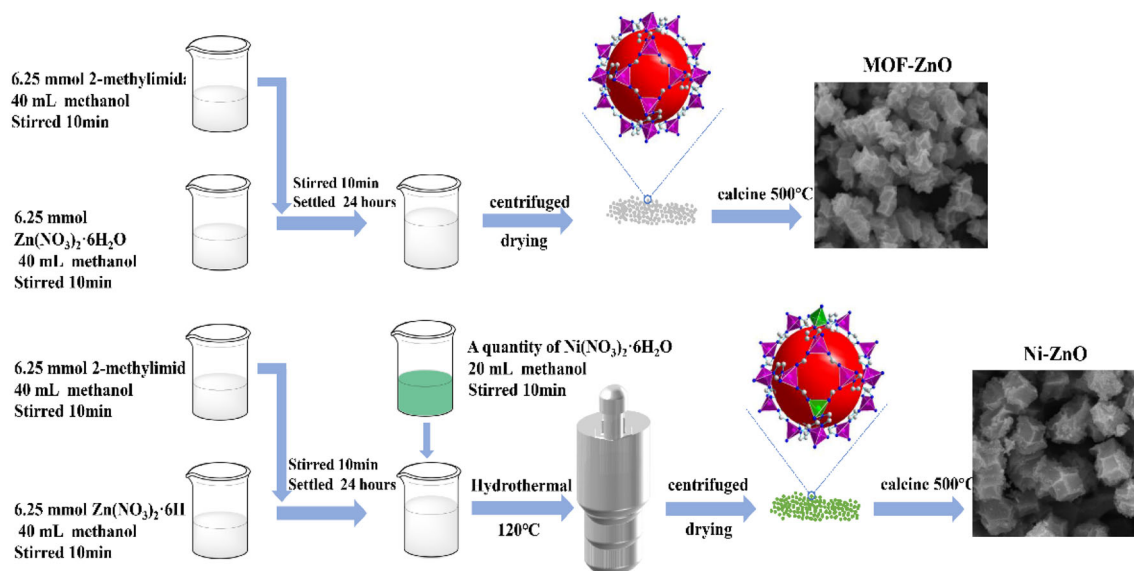 6.25 mmol 2-methylimida
40 mL methanol
Stirred 10min
6.25 mmol
Zn(NO₃)₂·6H₂O
40 mL methanol
Stirred 10min
Stirred 10min
Settled 24 hours
centrifuged
drying
calcine 500°C
MOF-ZnO
6.25 mmol 2-methylimid
40 mL methanol
Stirred 10min
6.25 mmol Zn(NO₃)₂·6H
40 mL methanol
Stirred 10min
Stirred 10min
Settled 24 hours
A quantity of Ni(NO₃)₂·6H₂O
20 mL methanol
Stirred 10min
Hydrothermal
120°C
centrifuged
drying
calcine 500°C
Ni-ZnO